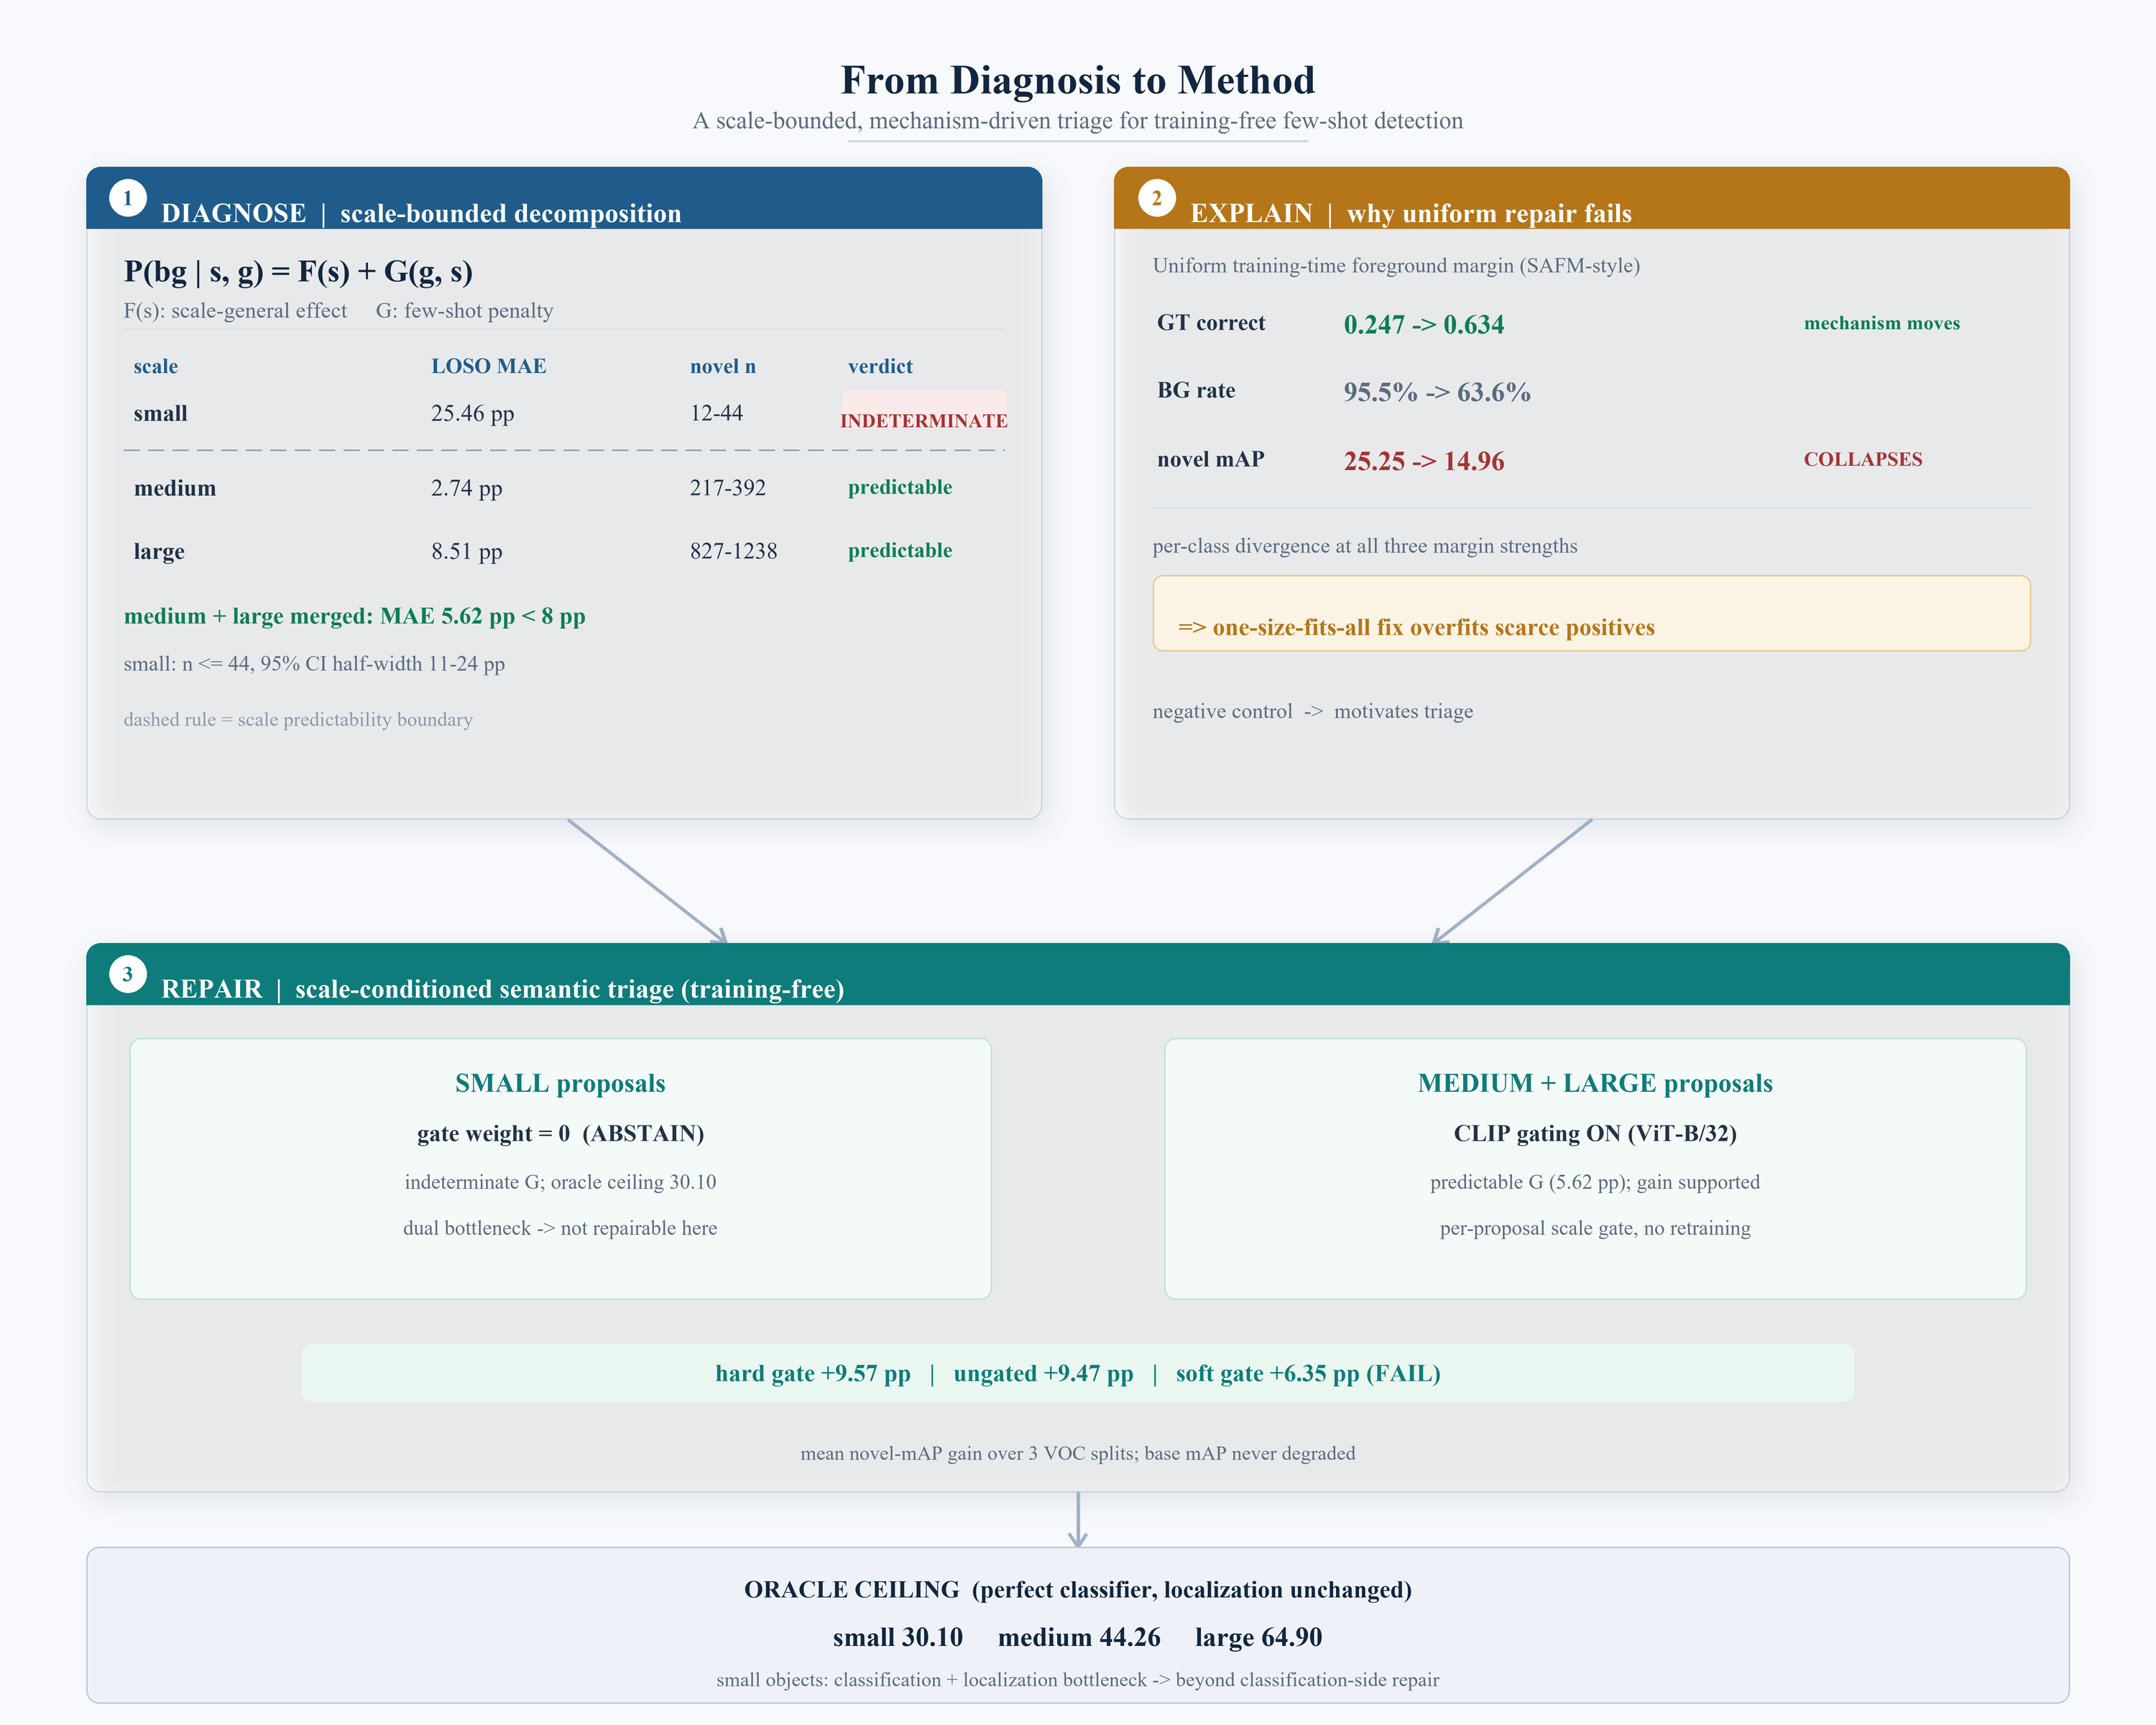 From Diagnosis to Method
A scale-bounded, mechanism-driven triage for training-free few-shot detection
1 DIAGNOSE | scale-bounded decomposition
P(bg | s, g) = F(s) + G(g, s)
F(s): scale-general effect G: few-shot penalty
scale LOSO MAE novel n verdict
small 25.46 pp 12-44 INDETERMINATE
medium 2.74 pp 217-392 predictable
large 8.51 pp 827-1238 predictable
medium + large merged: MAE 5.62 pp < 8 pp
small: n <= 44, 95% CI half-width 11-24 pp
dashed rule = scale predictability boundary
2 EXPLAIN | why uniform repair fails
Uniform training-time foreground margin (SAFM-style)
GT correct 0.247 -> 0.634 mechanism moves
BG rate 95.5% -> 63.6%
novel mAP 25.25 -> 14.96 COLLAPSES
per-class divergence at all three margin strengths
=> one-size-fits-all fix overfits scarce positives
negative control -> motivates triage
3 REPAIR | scale-conditioned semantic triage (training-free)
SMALL proposals
gate weight = 0 (ABSTAIN)
indeterminate G; oracle ceiling 30.10
dual bottleneck -> not repairable here
MEDIUM + LARGE proposals
CLIP gating ON (ViT-B/32)
predictable G (5.62 pp); gain supported
per-proposal scale gate, no retraining
hard gate +9.57 pp | ungated +9.47 pp | soft gate +6.35 pp (FAIL)
mean novel-mAP gain over 3 VOC splits; base mAP never degraded
ORACLE CEILING (perfect classifier, localization unchanged)
small 30.10 medium 44.26 large 64.90
small objects: classification + localization bottleneck -> beyond classification-side repair